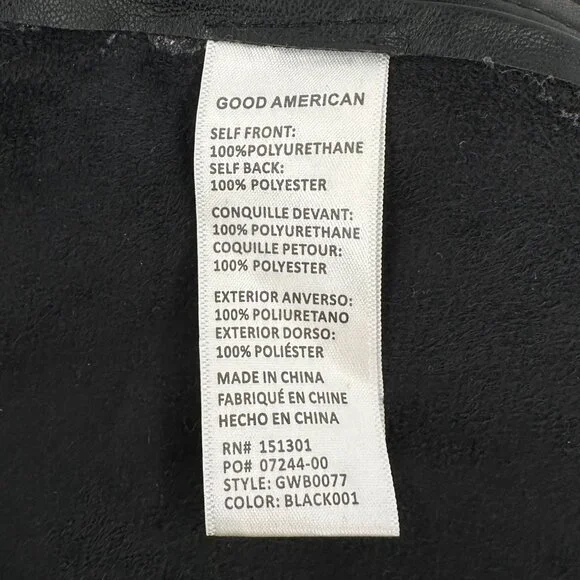 GOOD AMERICAN
SELF FRONT:
100%POLYURETHANE
SELF BACK:
100% POLYESTER
CONQUILLE DEVANT:
100% POLYURETHANE
COQUILLE PETOUR:
100% POLYESTER
EXTERIOR ANVERSO:
100% POLIURETANO
EXTERIOR DORSO:
100% POLIÉSTER
MADE IN CHINA
FABRIQUÉ EN CHINE
HECHO EN CHINA
RN# 151301
PO# 07244-00
STYLE: GWB0077
COLOR: BLACK001